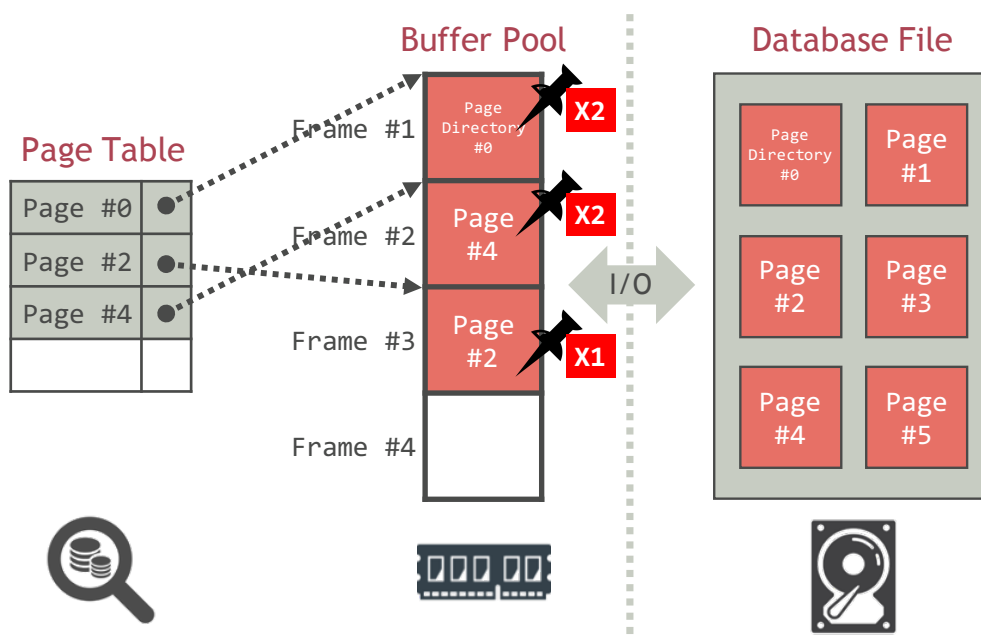 Page Table
Page #0
Page #2
Page #4
Buffer Pool
Frame #1
Page
Directory
#0
X2
Frame #2
Page
#4
X2
Frame #3
Page
#2
X1
Frame #4
I/O
Database File
Page
Directory
#0
Page
#1
Page
#2
Page
#3
Page
#4
Page
#5